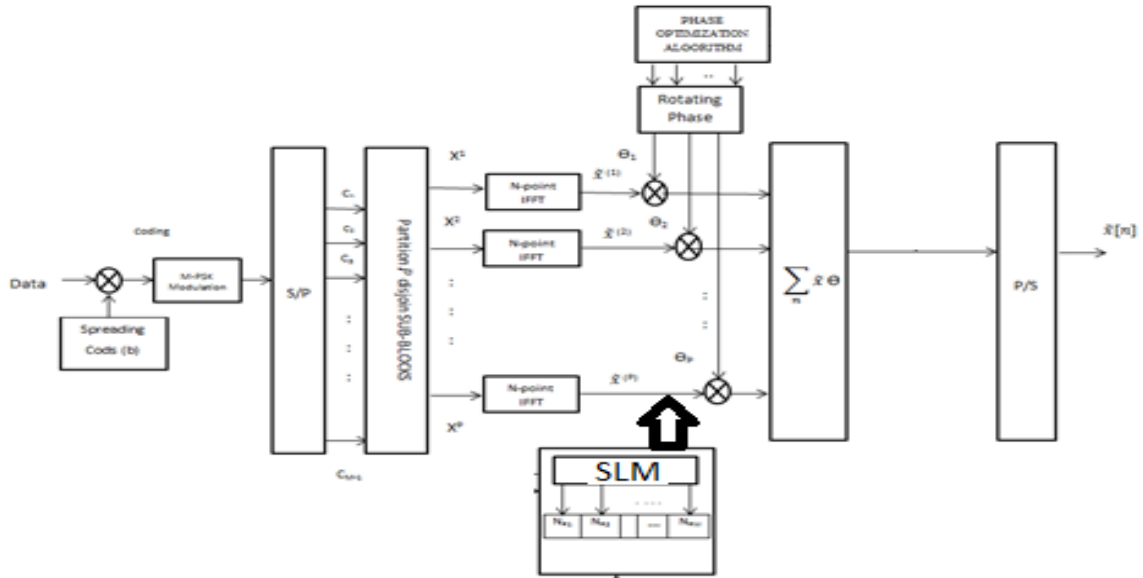 PHASE
OPTIMIZATION
ALGORITHM
..
Rotating
Phase
X¹
Θ₁
x̂⁽¹⁾
N-point
IFFT
X²
Θ₂
x̂⁽²⁾
N-point
IFFT
Coding
Data
M-PSK
Modulation
Spreading
Cods (b)
S/P
C₁
C₂
C₃
Partition P disjoin SUB-BLOCKS
∑ x̂ Θ
n
P/S
x̂[n]
Θₚ
x̂⁽ᴾ⁾
N-point
IFFT
Xᴾ
SLM
.....
---